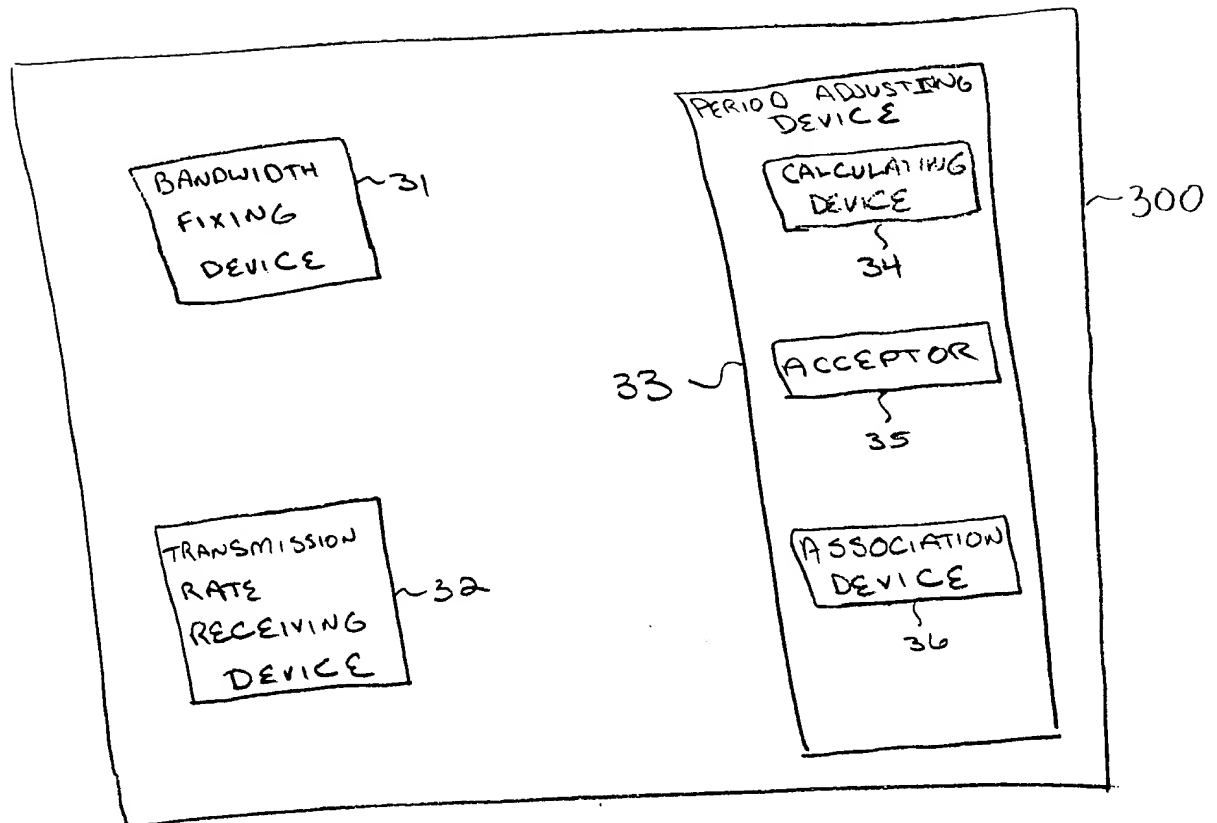 BANDWIDTH
FIXING
DEVICE
31
TRANSMISSION
RATE
RECEIVING
DEVICE
32
PERIOD ADJUSTING
DEVICE
CALCULATING
DEVICE
34
ACCEPTOR
35
ASSOCIATION
DEVICE
36
33
300